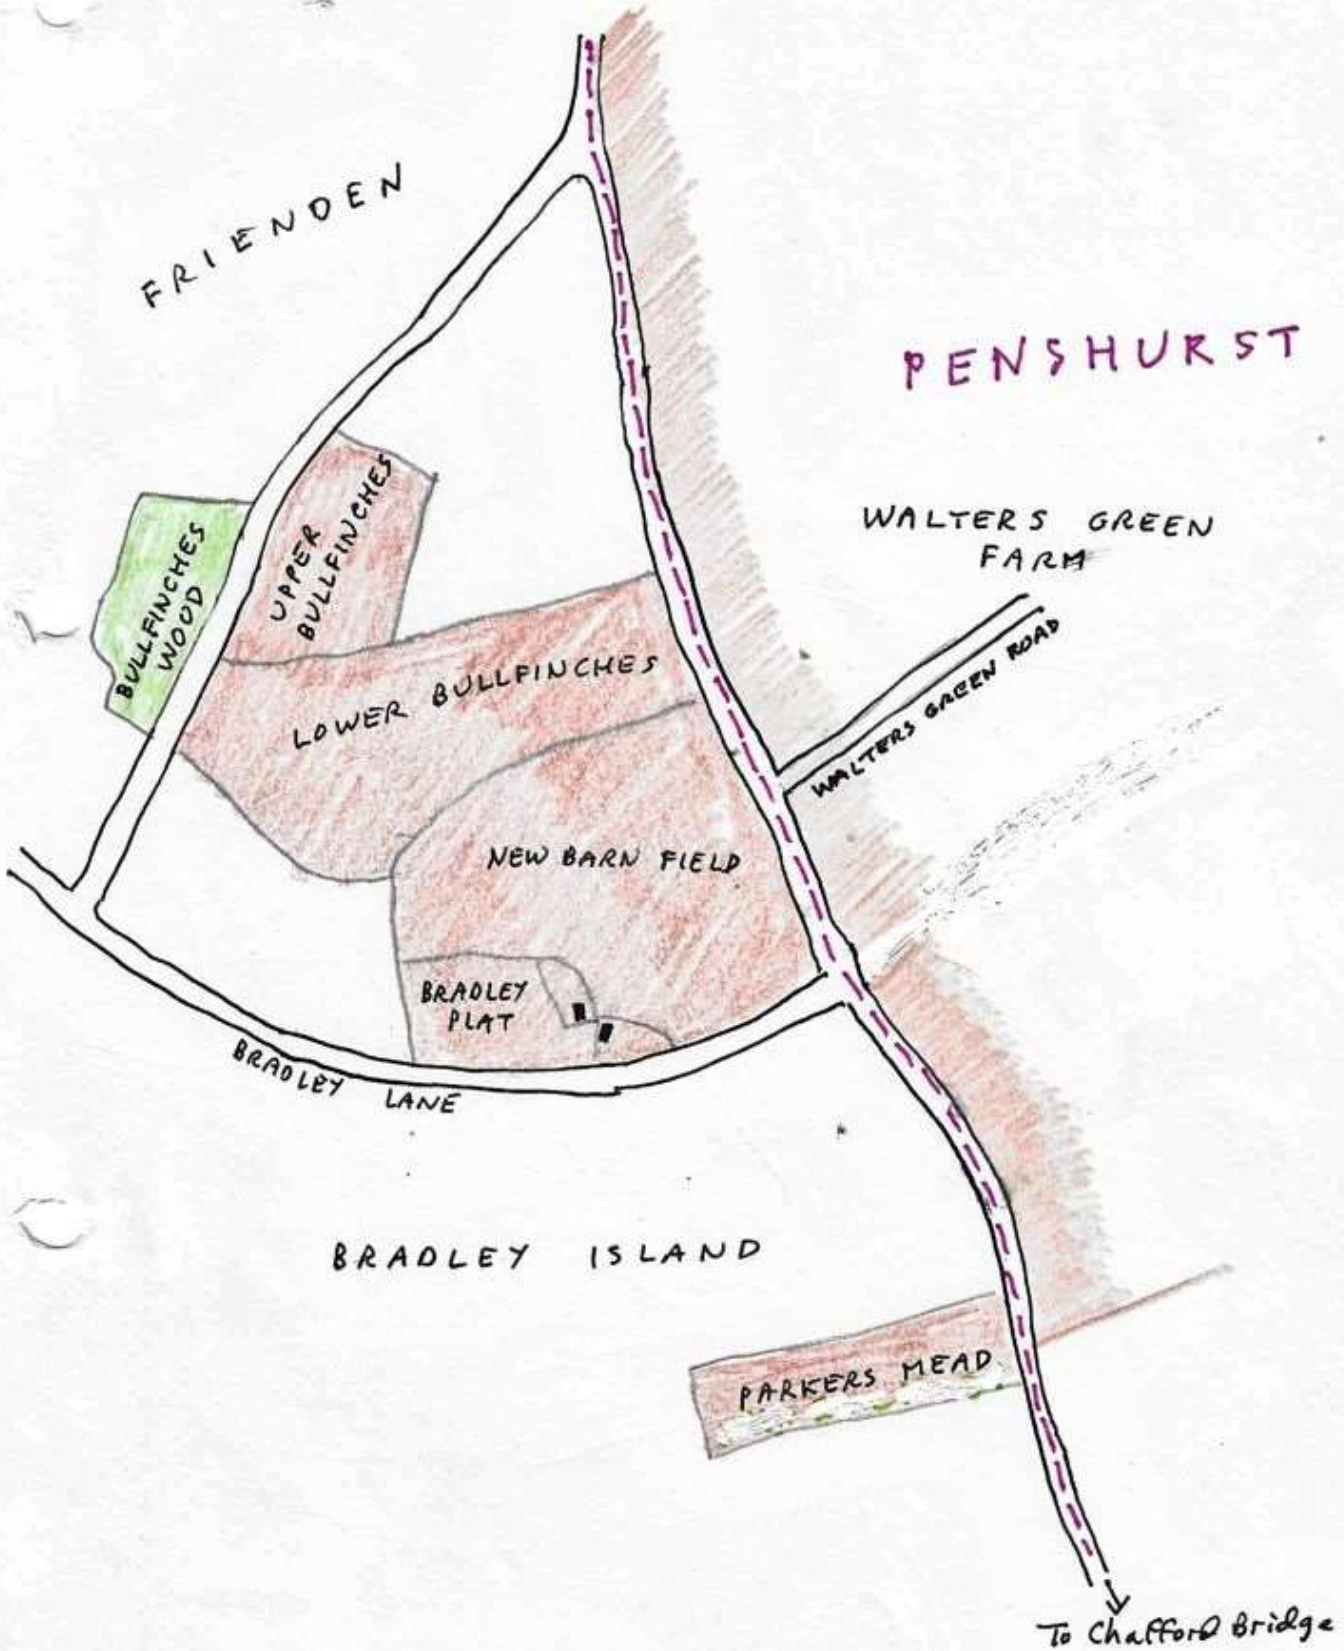 FRIENDEN
PENSHURST
WALTERS GREEN
FARM
UPPER
BULLFINCHES
BULLFINCHES
WOOD
WALTERS GREEN ROAD
LOWER BULLFINCHES
NEW BARN FIELD
BRADLEY
PLAT
BRADLEY LANE
BRADLEY ISLAND
PARKERS MEAD
To Chafford Bridge